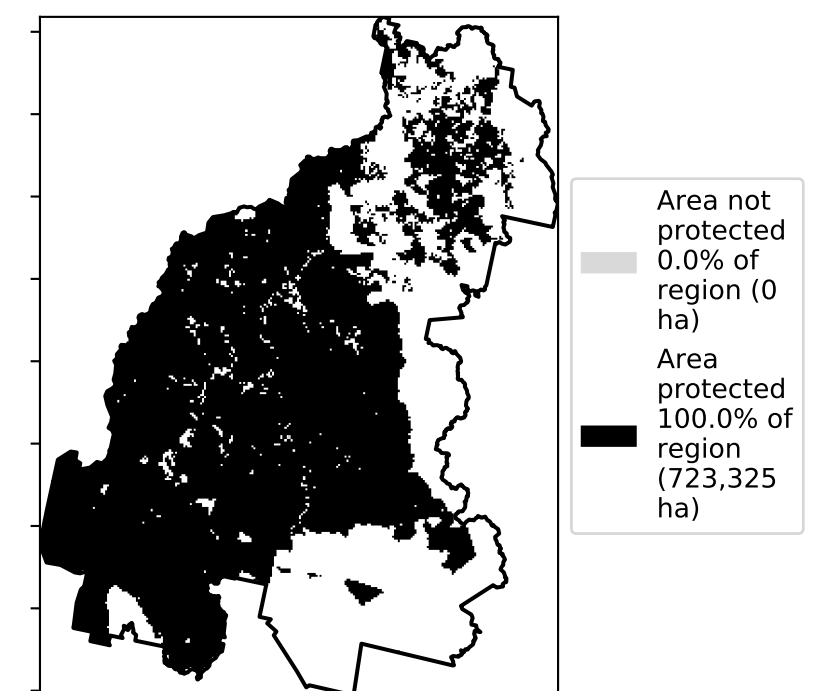 Area not
protected
0.0% of
region (0
ha)
Area
protected
100.0% of
region
(723,325
ha)